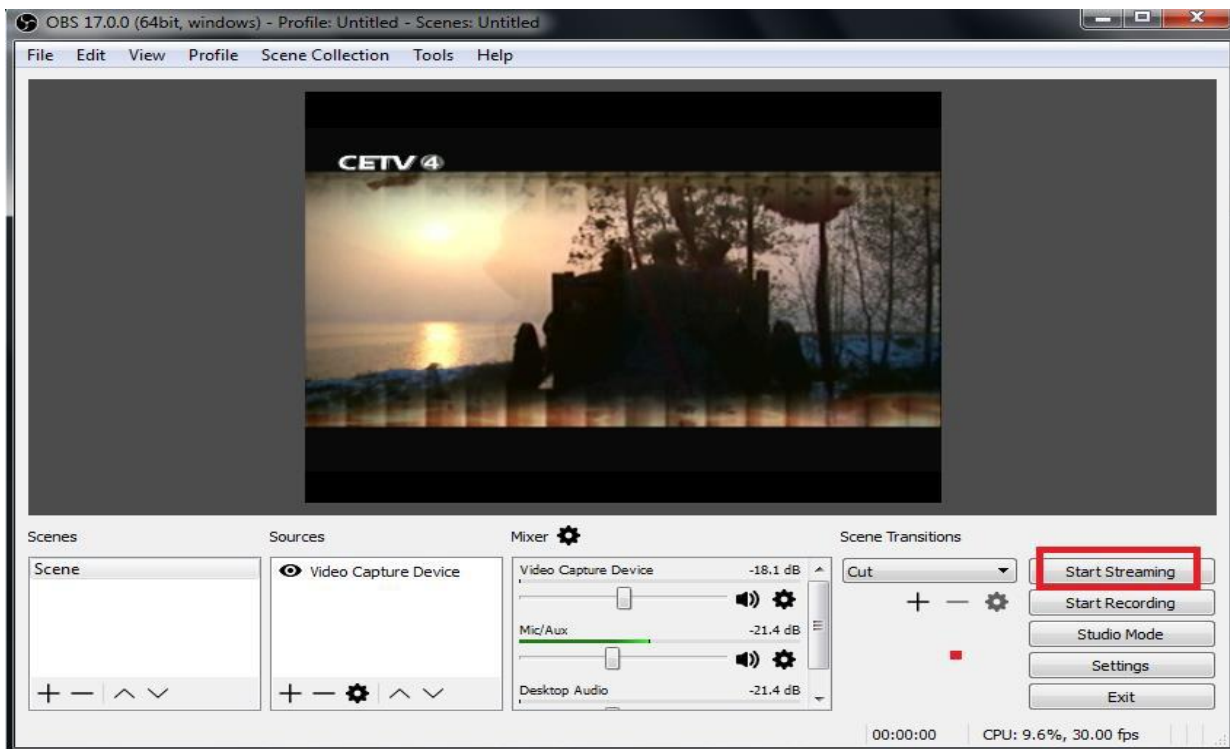 OBS 17.0.0 (64bit, windows) - Profile: Untitled - Scenes: Untitled
File Edit View Profile Scene Collection Tools Help
CETV 4
Scenes Sources Mixer Scene Transitions
Scene Video Capture Device Video Capture Device -18.1 dB Cut Start Streaming
Start Recording
Mic/Aux -21.4 dB Studio Mode
Settings
Desktop Audio -21.4 dB Exit
00:00:00 CPU: 9.6%, 30.00 fps